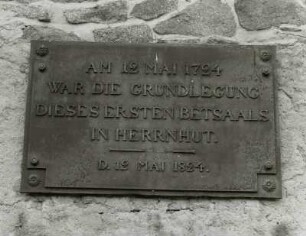 AM 12 MAI 1724
WAR DIE GRUNDLEGUNG
DIESES ERSTEN BETSAALS
IN HERRNHUT.
D. 12 MAI 1824.